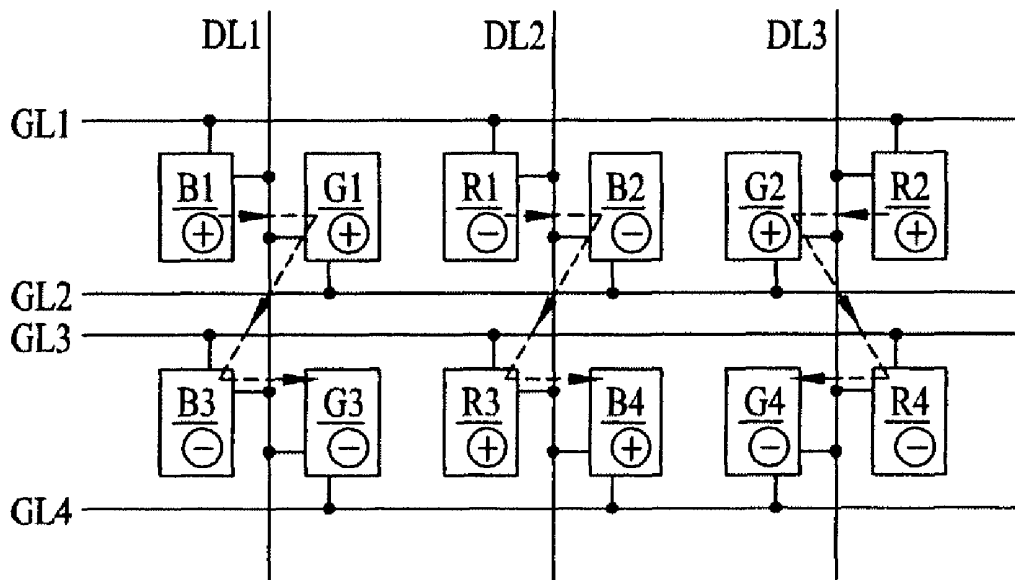 DL1 DL2 DL3
GL1
B1 G1 R1 B2 G2 R2
+ + - - + +
GL2
GL3
B3 G3 R3 B4 G4 R4
- - + + - -
GL4